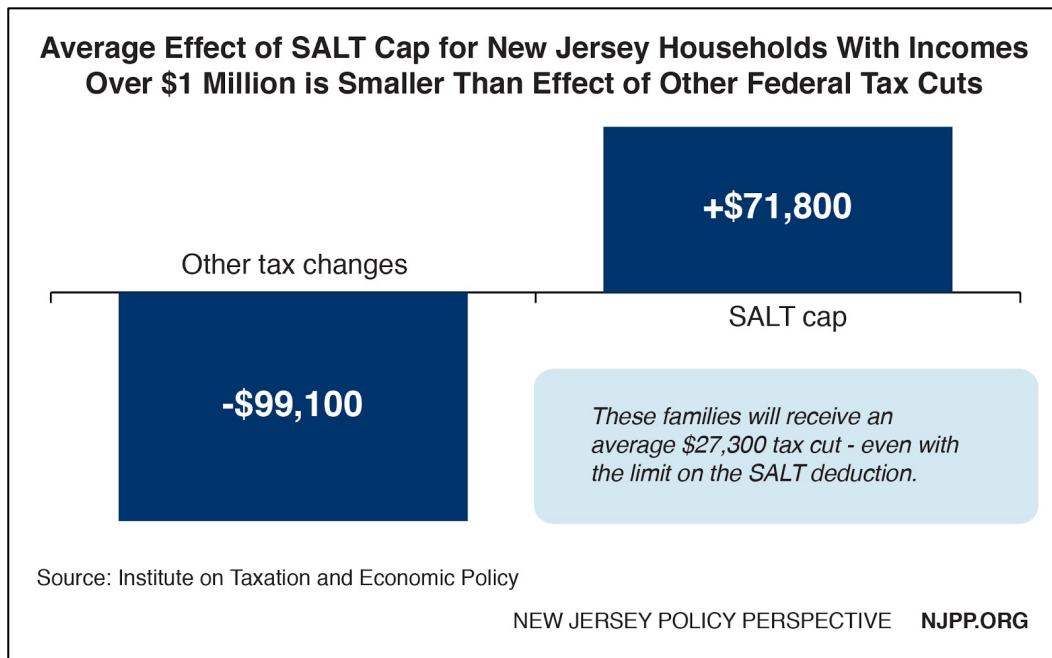 Average Effect of SALT Cap for New Jersey Households With Incomes
Over $1 Million is Smaller Than Effect of Other Federal Tax Cuts
+$71,800
Other tax changes
SALT cap
-$99,100
These families will receive an
average $27,300 tax cut - even with
the limit on the SALT deduction.
Source: Institute on Taxation and Economic Policy
NEW JERSEY POLICY PERSPECTIVE NJPP.ORG